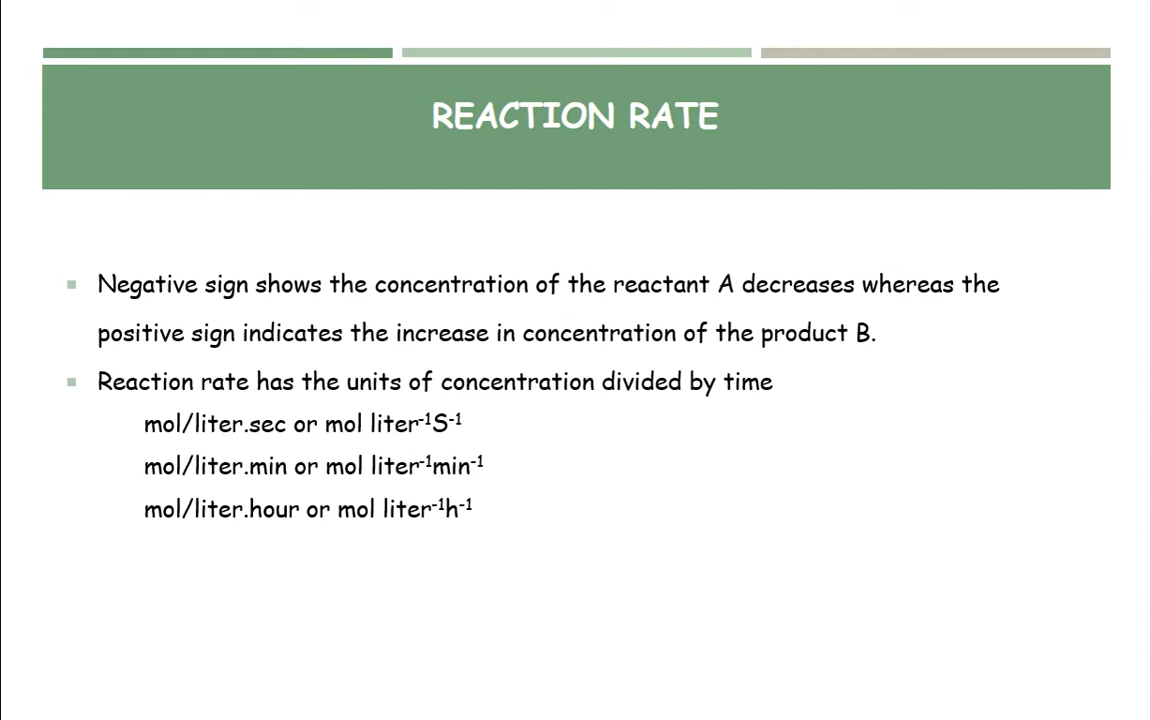 REACTION RATE
Negative sign shows the concentration of the reactant A decreases whereas the
positive sign indicates the increase in concentration of the product B.
Reaction rate has the units of concentration divided by time
mol/liter.sec or mol liter⁻¹S⁻¹
mol/liter.min or mol liter⁻¹min⁻¹
mol/liter.hour or mol liter⁻¹h⁻¹